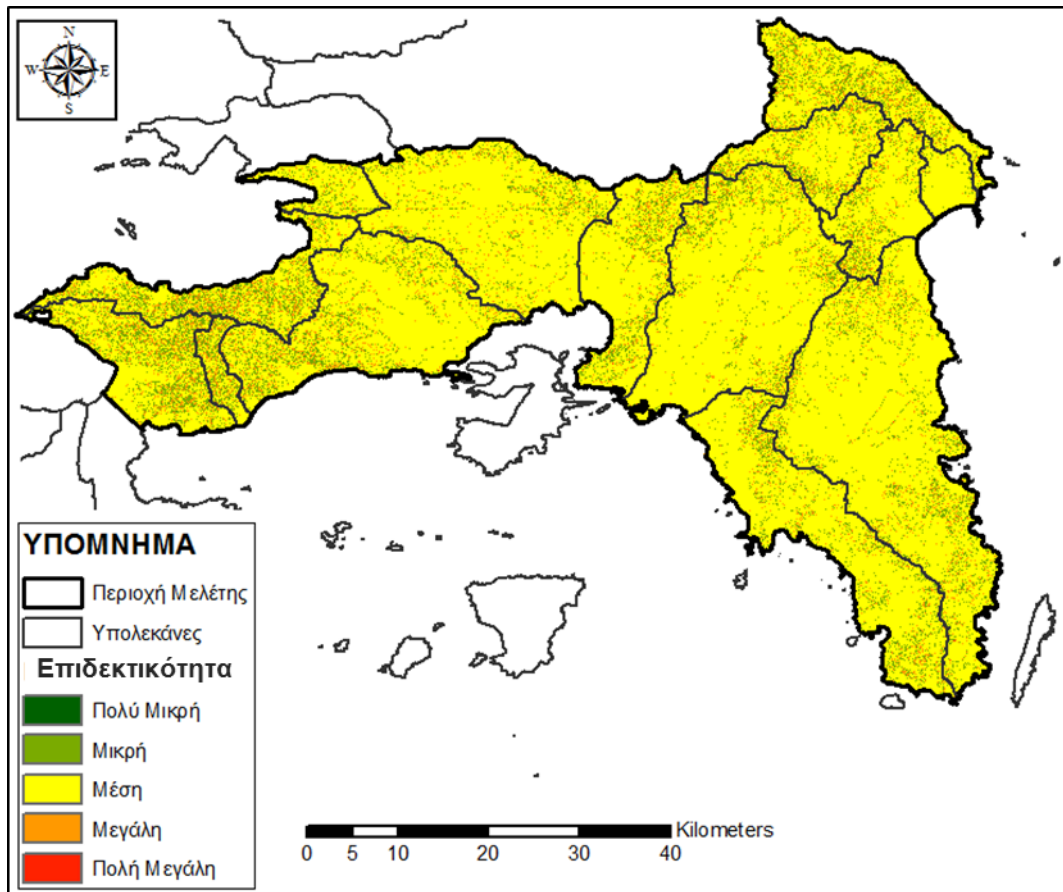 N
W E
S
ΥΠΟΜΝΗΜΑ
Περιοχή Μελέτης
Υπολεκάνες
Επιδεκτικότητα
Πολύ Μικρή
Μικρή
Μέση
Μεγάλη
Πολή Μεγάλη
Kilometers
0 5 10 20 30 40